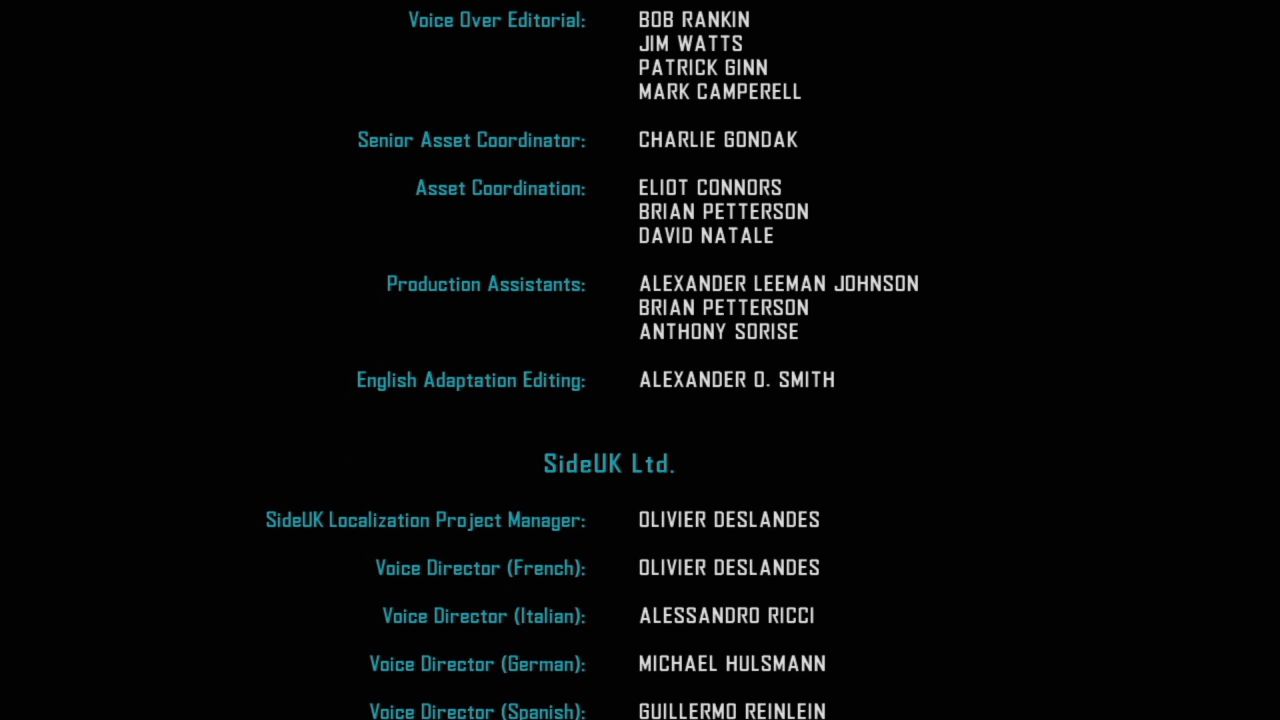 Voice Over Editorial: BOB RANKIN
JIM WATTS
PATRICK GINN
MARK CAMPERELL
Senior Asset Coordinator: CHARLIE GONDAK
Asset Coordination: ELIOT CONNORS
BRIAN PETTERSON
DAVID NATALE
Production Assistants: ALEXANDER LEEMAN JOHNSON
BRIAN PETTERSON
ANTHONY SORISE
English Adaptation Editing: ALEXANDER O. SMITH
SideUK Ltd.
SideUK Localization Project Manager: OLIVIER DESLANDES
Voice Director (French): OLIVIER DESLANDES
Voice Director (Italian): ALESSANDRO RICCI
Voice Director (German): MICHAEL HULSMANN
Voice Director (Spanish): GUILLERMO REINLEIN